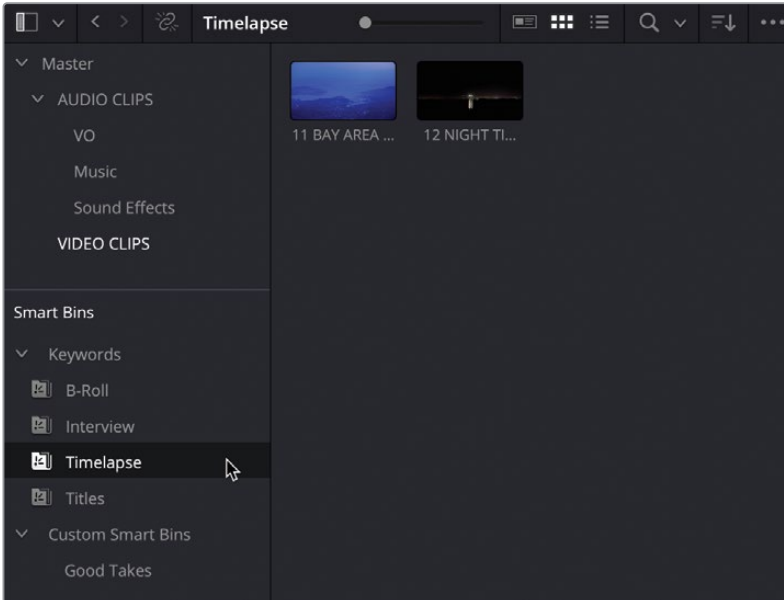 Timelapse
Master
AUDIO CLIPS
VO
Music
Sound Effects
VIDEO CLIPS
11 BAY AREA ...
12 NIGHT TI...
Smart Bins
Keywords
B-Roll
Interview
Timelapse
Titles
Custom Smart Bins
Good Takes